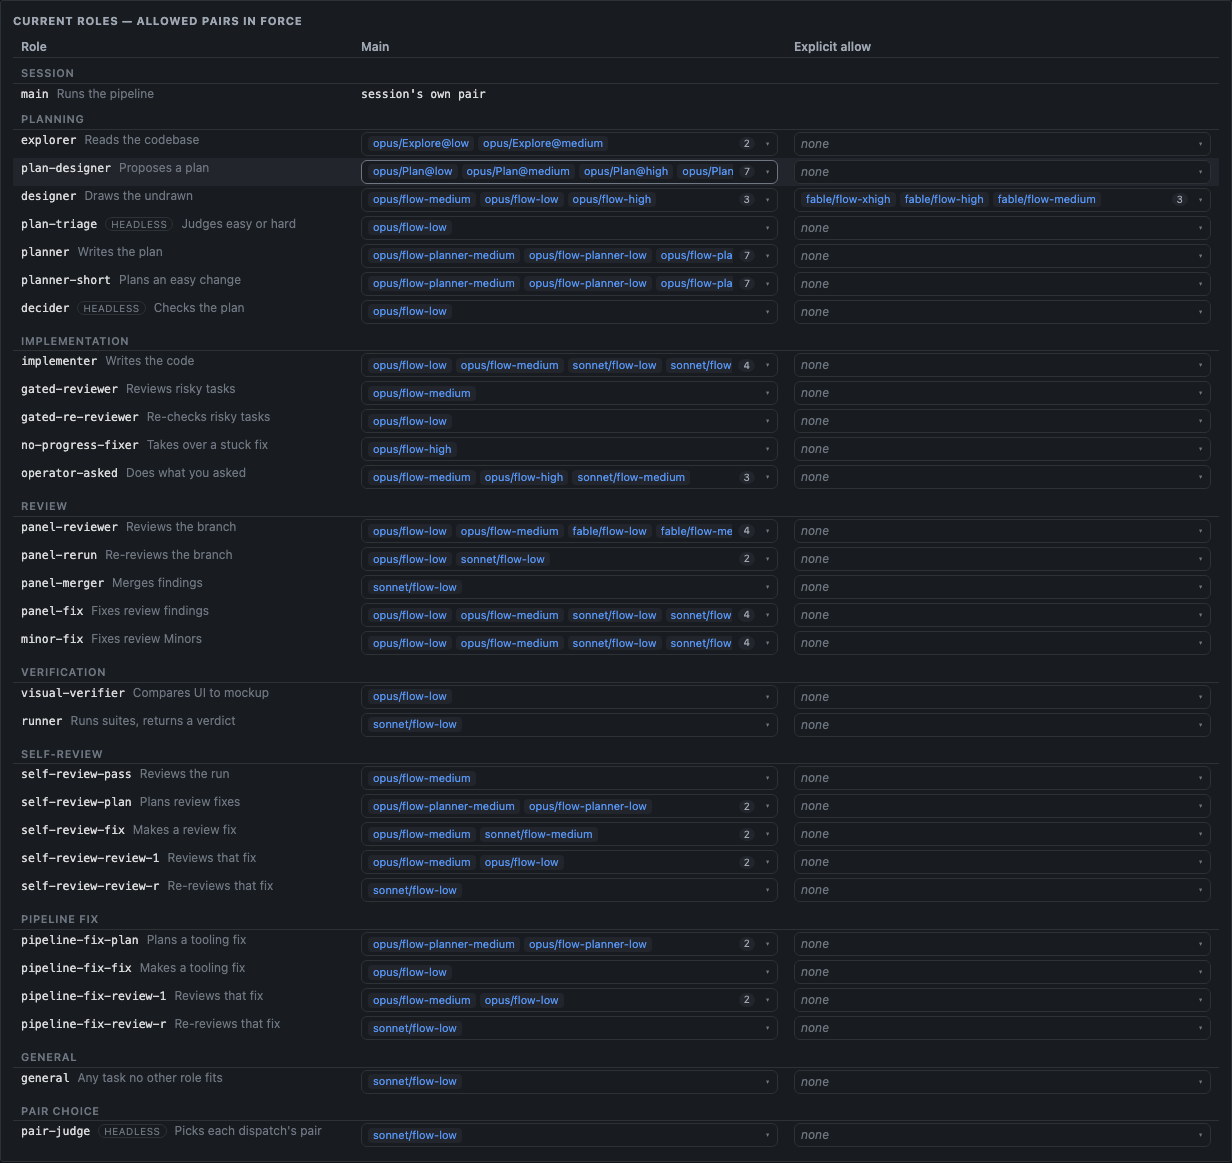 CURRENT ROLES — ALLOWED PAIRS IN FORCE
Role Main Explicit allow
SESSION
main Runs the pipeline session's own pair
PLANNING
explorer Reads the codebase opus/Explore@low opus/Explore@medium 2 none
plan-designer Proposes a plan opus/Plan@low opus/Plan@medium opus/Plan@high opus/Plan 7 none
designer Draws the undrawn opus/flow-medium opus/flow-low opus/flow-high 3 fable/flow-xhigh fable/flow-high fable/flow-medium 3
plan-triage HEADLESS Judges easy or hard opus/flow-low none
planner Writes the plan opus/flow-planner-medium opus/flow-planner-low opus/flow-pla 7 none
planner-short Plans an easy change opus/flow-planner-medium opus/flow-planner-low opus/flow-pla 7 none
decider HEADLESS Checks the plan opus/flow-low none
IMPLEMENTATION
implementer Writes the code opus/flow-low opus/flow-medium sonnet/flow-low sonnet/flow 4 none
gated-reviewer Reviews risky tasks opus/flow-medium none
gated-re-reviewer Re-checks risky tasks opus/flow-low none
no-progress-fixer Takes over a stuck fix opus/flow-high none
operator-asked Does what you asked opus/flow-medium opus/flow-high sonnet/flow-medium 3 none
REVIEW
panel-reviewer Reviews the branch opus/flow-low opus/flow-medium fable/flow-low fable/flow-me 4 none
panel-rerun Re-reviews the branch opus/flow-low sonnet/flow-low 2 none
panel-merger Merges findings sonnet/flow-low none
panel-fix Fixes review findings opus/flow-low opus/flow-medium sonnet/flow-low sonnet/flow 4 none
minor-fix Fixes review Minors opus/flow-low opus/flow-medium sonnet/flow-low sonnet/flow 4 none
VERIFICATION
visual-verifier Compares UI to mockup opus/flow-low none
runner Runs suites, returns a verdict sonnet/flow-low none
SELF-REVIEW
self-review-pass Reviews the run opus/flow-medium none
self-review-plan Plans review fixes opus/flow-planner-medium opus/flow-planner-low 2 none
self-review-fix Makes a review fix opus/flow-medium sonnet/flow-medium 2 none
self-review-review-1 Reviews that fix opus/flow-medium opus/flow-low 2 none
self-review-review-r Re-reviews that fix sonnet/flow-low none
PIPELINE FIX
pipeline-fix-plan Plans a tooling fix opus/flow-planner-medium opus/flow-planner-low 2 none
pipeline-fix-fix Makes a tooling fix opus/flow-low none
pipeline-fix-review-1 Reviews that fix opus/flow-medium opus/flow-low 2 none
pipeline-fix-review-r Re-reviews that fix sonnet/flow-low none
GENERAL
general Any task no other role fits sonnet/flow-low none
PAIR CHOICE
pair-judge HEADLESS Picks each dispatch's pair sonnet/flow-low none